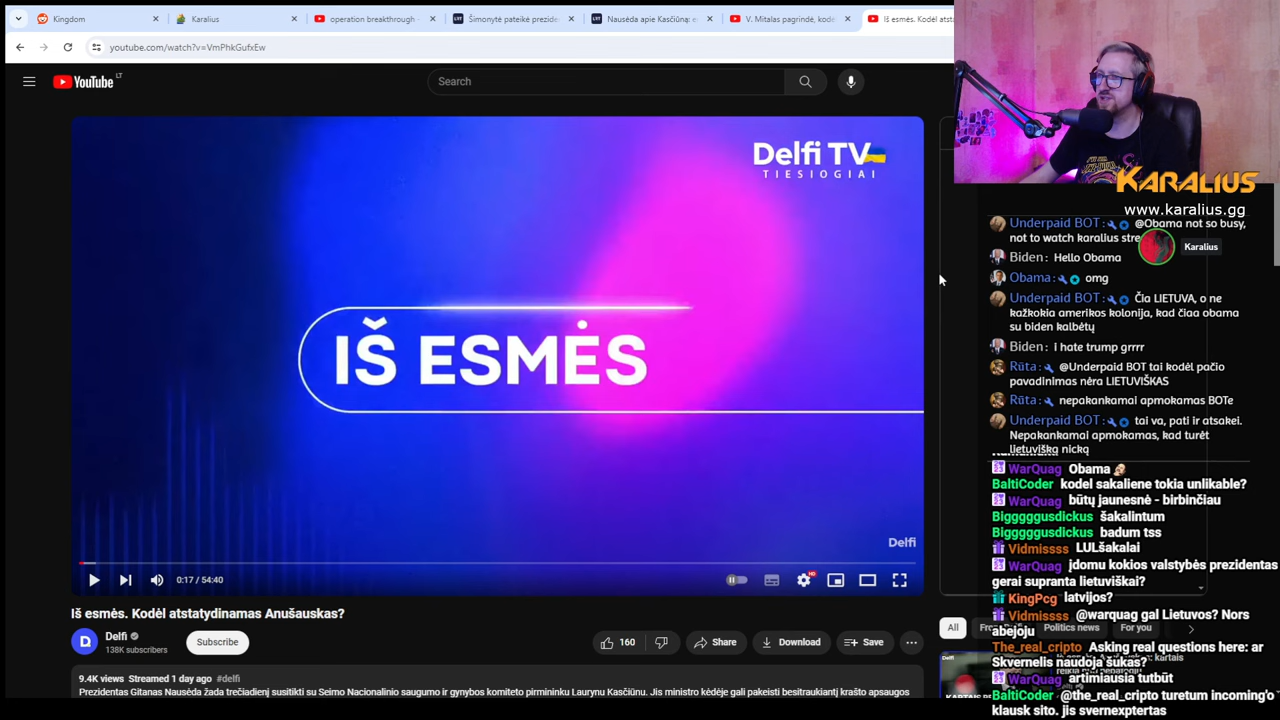 Kingdom
Karalius
operation breakthrough -
Šimonytė pateikė prezide
Nausėda apie Kasčiūną: e
V. Mitalas pagrindė, kodė
Iš esmės. Kodėl atsta
youtube.com/watch?v=VmPhkGufxEw
YouTube LT
Search
Delfi TV
TIESIOGIAI
IŠ ESMĖS
Delfi
0:17 / 54:40
HD
KARALIUS
www.karalius.gg
Karalius
Underpaid BOT: @Obama not so busy,
not to watch karalius stre
Biden: Hello Obama
Obama: omg
Underpaid BOT: Čia LIETUVA, o ne
kažkokia amerikos kolonija, kad čiaa obama
su biden kalbėtų
Biden: i hate trump grrr
Rūta: @Underpaid BOT tai kodėl pačio
pavadinimas nėra LIETUVIŠKAS
Rūta: nepakankamai apmokamas BOTe
Underpaid BOT: tai va, pati ir atsakei.
Nepakankamai apmokamas, kad turėt
lietuvišką nicką
WarQuag Obama
BaltiCoder kodel sakaliene tokia unlikable?
WarQuag būtų jaunesnė - birbinčiau
Bigggggusdickus šakalintum
Bigggggusdickus badum tss
Vidmissss LULšakalai
WarQuag įdomu kokios valstybės prezidentas
gerai supranta lietuviškai?
KingPcg latvijos?
Vidmissss @warquag gal Lietuvos? Nors
abejoju
The_real_cripto Asking real questions here: ar
Skvernelis naudoja šukas?
WarQuag artimiausia tutbūt
BaltiCoder @the_real_cripto turetum incoming'o
klausk sito. jis svernexptertas
Iš esmės. Kodėl atstatydinamas Anušauskas?
Delfi
138K subscribers
Subscribe
160
Share
Download
Save
All
Politics news
For you
9.4K views Streamed 1 day ago #delfi
Prezidentas Gitanas Nausėda žada trečiadienį susitikti su Seimo Nacionalinio saugumo ir gynybos komiteto pirmininku Laurynu Kasčiūnu. Jis ministro kėdėje gali pakeisti besitraukiantį krašto apsaugos